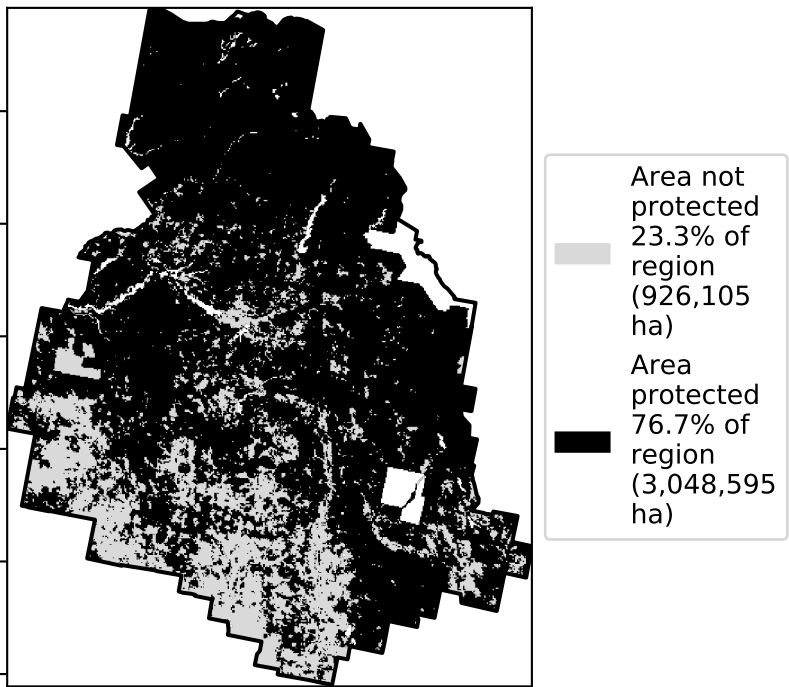 Area not
protected
23.3% of
region
(926,105
ha)
Area
protected
76.7% of
region
(3,048,595
ha)